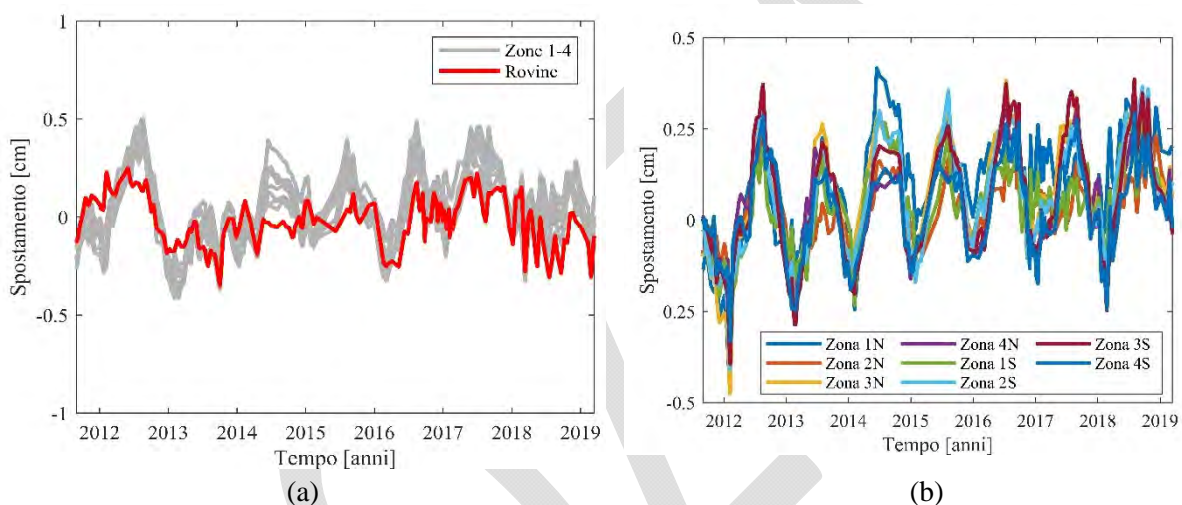 1
0.5
0
-0.5
-1
Spostamento [cm]
Zone 1-4
Rovine
2012 2013 2014 2015 2016 2017 2018 2019
Tempo [anni]
(a)
0.5
0.25
0
0.25
-0.5
Spostamento [cm]
Zona 1N Zona 4N Zona 3S
Zona 2N Zona 1S Zona 4S
Zona 3N Zona 2S
2012 2013 2014 2015 2016 2017 2018 2019
Tempo [anni]
(b)